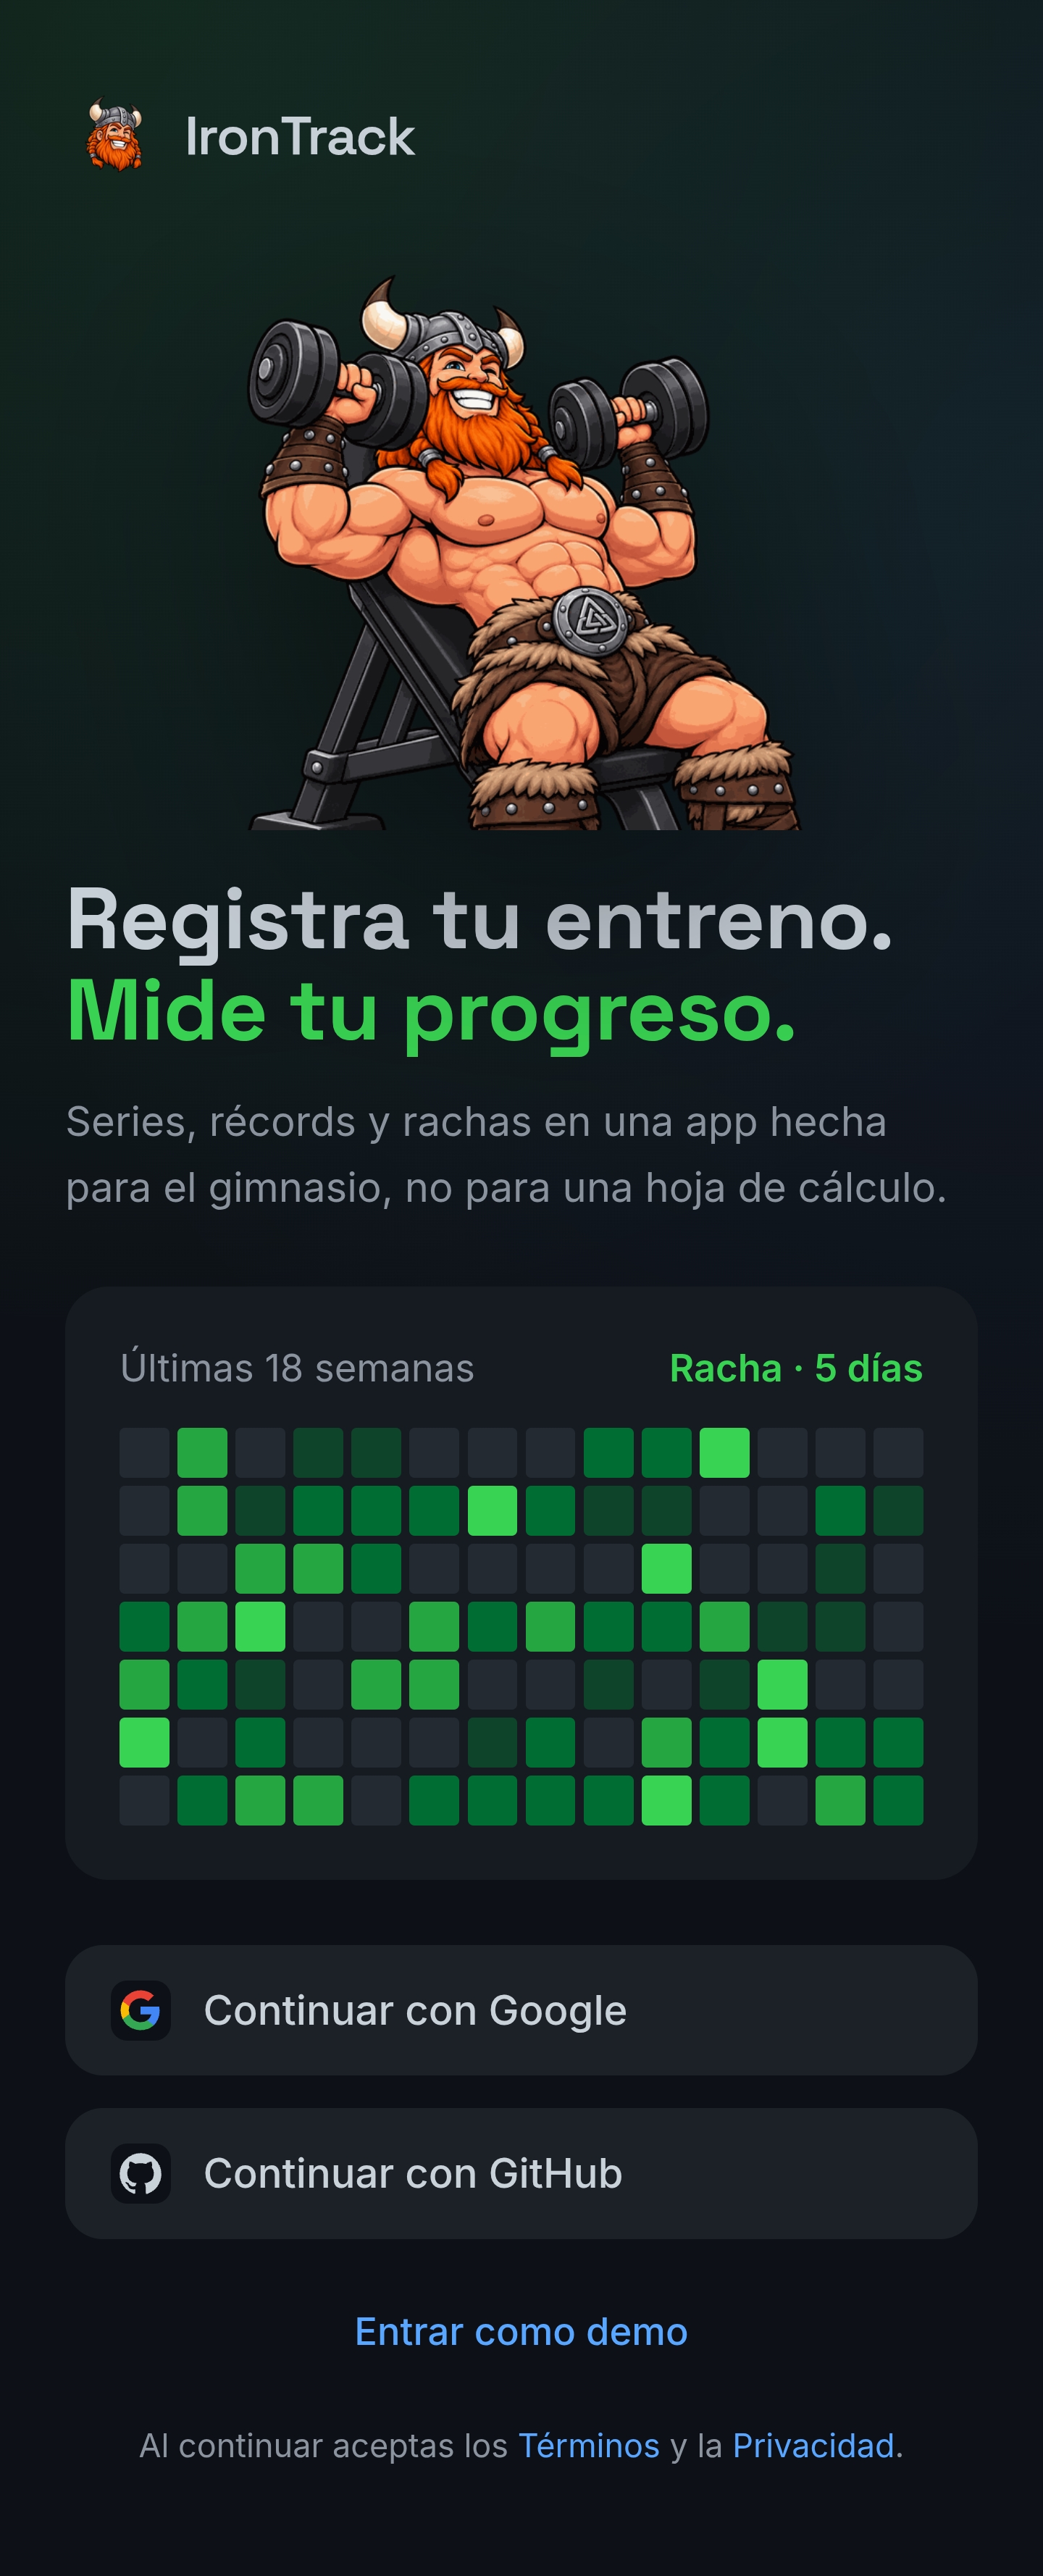 IronTrack
Registra tu entreno.
Mide tu progreso.
Series, récords y rachas en una app hecha
para el gimnasio, no para una hoja de cálculo.
Últimas 18 semanas
Racha · 5 días
Continuar con Google
Continuar con GitHub
Entrar como demo
Al continuar aceptas los Términos y la Privacidad.